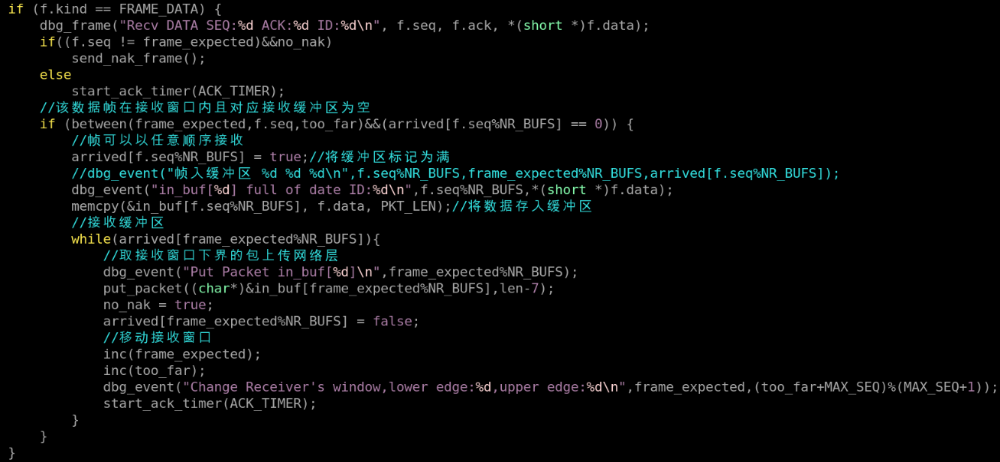 if (f.kind == FRAME_DATA) {
    dbg_frame("Recv DATA SEQ:%d ACK:%d ID:%d\n", f.seq, f.ack, *(short *)f.data);
    if((f.seq != frame_expected)&&no_nak)
        send_nak_frame();
    else
        start_ack_timer(ACK_TIMER);
    //该数据帧在接收窗口内且对应接收缓冲区为空
    if (between(frame_expected,f.seq,too_far)&&(arrived[f.seq%NR_BUFS] == 0)) {
        //帧可以以任意顺序接收
        arrived[f.seq%NR_BUFS] = true;//将缓冲区标记为满
        //dbg_event("帧入缓冲区 %d %d %d\n",f.seq%NR_BUFS,frame_expected%NR_BUFS,arrived[f.seq%NR_BUFS]);
        dbg_event("in_buf[%d] full of date ID:%d\n",f.seq%NR_BUFS,*(short *)f.data);
        memcpy(&in_buf[f.seq%NR_BUFS], f.data, PKT_LEN);//将数据存入缓冲区
        //接收缓冲区
        while(arrived[frame_expected%NR_BUFS]){
            //取接收窗口下界的包上传网络层
            dbg_event("Put Packet in_buf[%d]\n",frame_expected%NR_BUFS);
            put_packet((char*)&in_buf[frame_expected%NR_BUFS],len-7);
            no_nak = true;
            arrived[frame_expected%NR_BUFS] = false;
            //移动接收窗口
            inc(frame_expected);
            inc(too_far);
            dbg_event("Change Receiver's window,lower edge:%d,upper edge:%d\n",frame_expected,(too_far+MAX_SEQ)%(MAX_SEQ+1));
            start_ack_timer(ACK_TIMER);
        }
    }
}